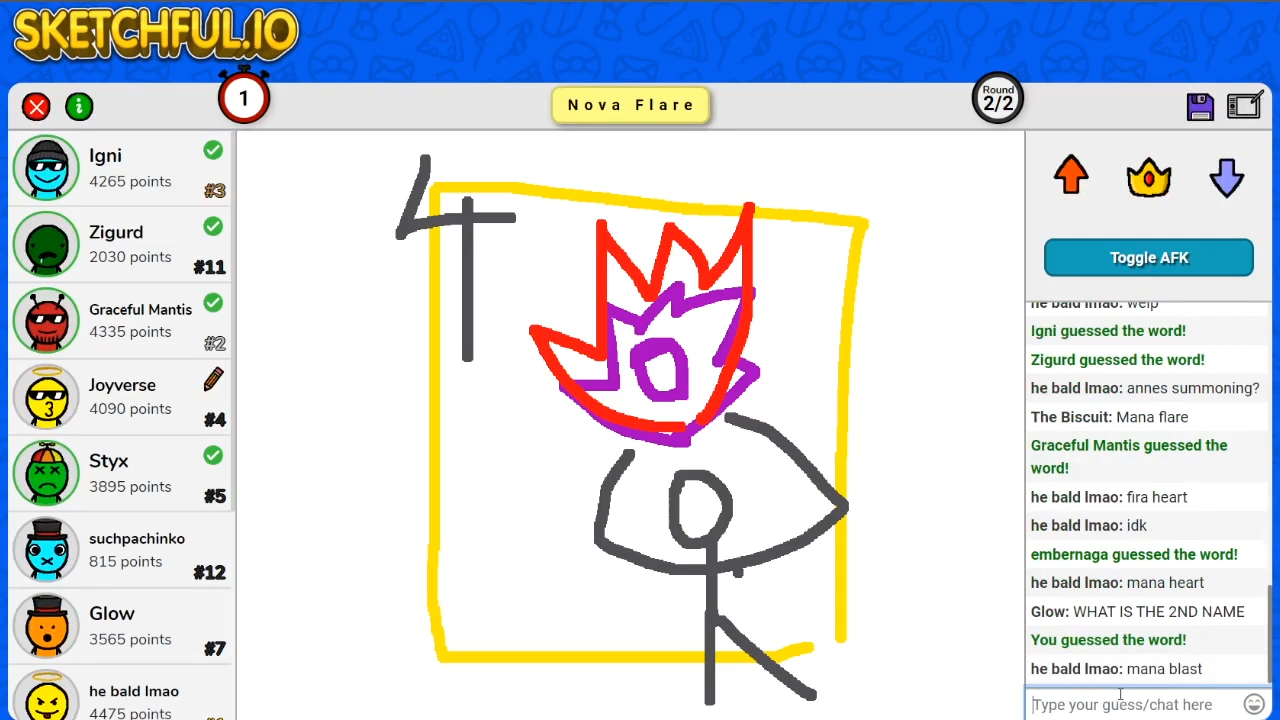 SKETCHFUL.IO
1
Nova Flare
Round
2/2
Igni
4265 points
#3
Zigurd
2030 points
#11
Graceful Mantis
4335 points
#2
Joyverse
4090 points
#4
Styx
3895 points
#5
suchpachinko
815 points
#12
Glow
3565 points
#7
he bald lmao
4475 points
4
Toggle AFK
he bald lmao: welp
Igni guessed the word!
Zigurd guessed the word!
he bald lmao: annes summoning?
The Biscuit: Mana flare
Graceful Mantis guessed the
word!
he bald lmao: fira heart
he bald lmao: idk
embernaga guessed the word!
he bald lmao: mana heart
Glow: WHAT IS THE 2ND NAME
You guessed the word!
he bald lmao: mana blast
Type your guess/chat here